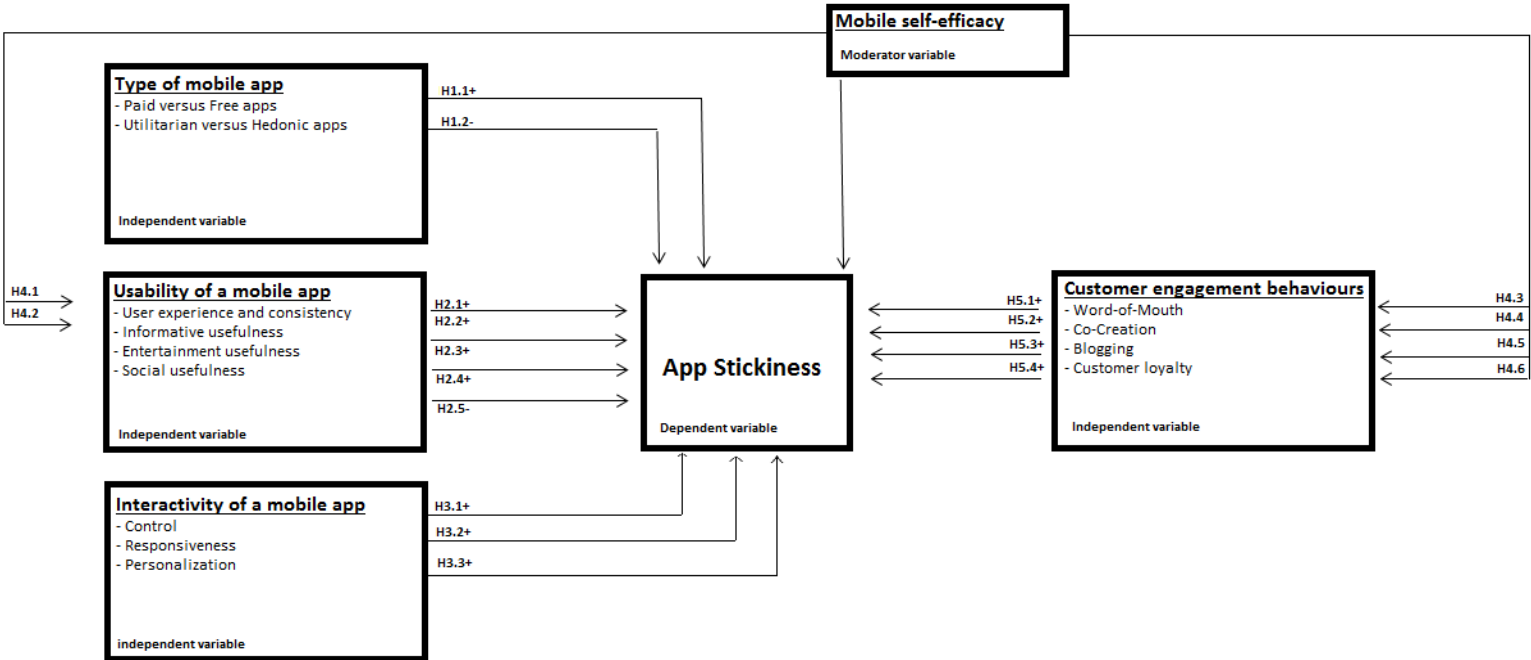 Mobile self-efficacy
Moderator variable
Type of mobile app
- Paid versus Free apps
- Utilitarian versus Hedonic apps
Independent variable
H1.1+
H1.2-
H4.1
H4.2
Usability of a mobile app
- User experience and consistency
- Informative usefulness
- Entertainment usefulness
- Social usefulness
Independent variable
H2.1+
H2.2+
H2.3+
H2.4+
H2.5-
App Stickiness
Dependent variable
H5.1+
H5.2+
H5.3+
H5.4+
Customer engagement behaviours
- Word-of-Mouth
- Co-Creation
- Blogging
- Customer loyalty
Independent variable
H4.3
H4.4
H4.5
H4.6
Interactivity of a mobile app
- Control
- Responsiveness
- Personalization
independent variable
H3.1+
H3.2+
H3.3+